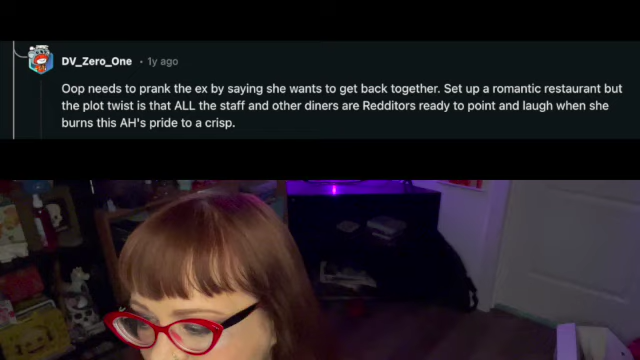 DV_Zero_One • 1y ago
Oop needs to prank the ex by saying she wants to get back together. Set up a romantic restaurant but
the plot twist is that ALL the staff and other diners are Redditors ready to point and laugh when she
burns this AH's pride to a crisp.